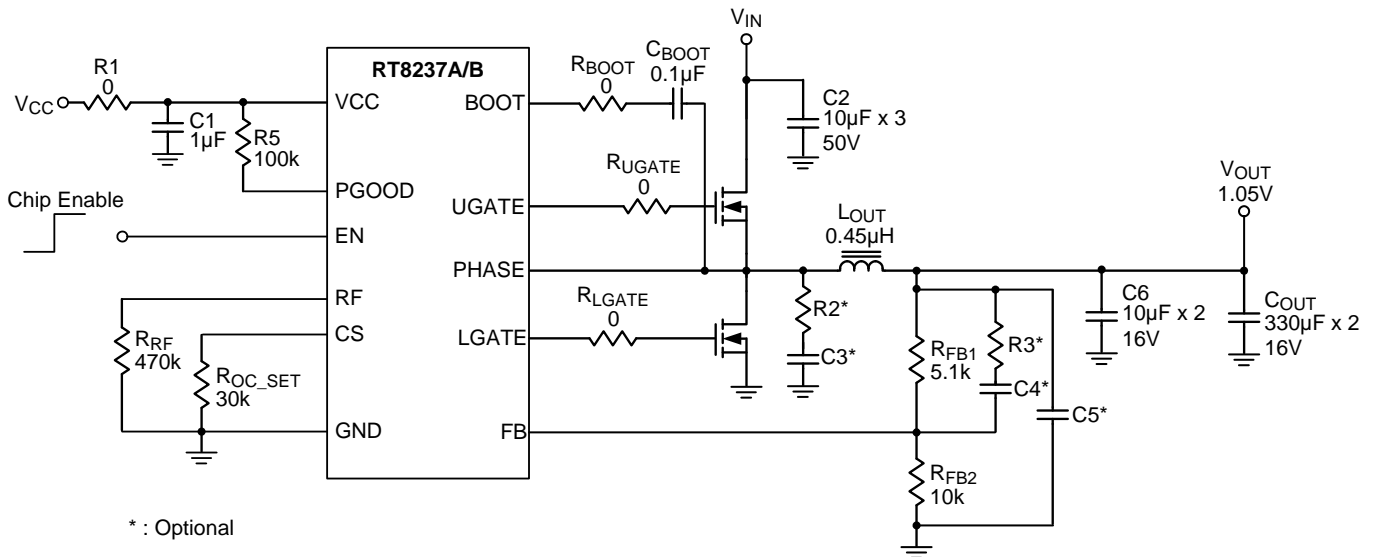 RT8237A/B
VCC
R1
0
C1
1µF
R5
100k
VCC
PGOOD
Chip Enable
EN
RF
CS
RRF
470k
ROC_SET
30k
GND
BOOT
UGATE
PHASE
LGATE
FB
RBOOT
0
CBOOT
0.1µF
RUGATE
0
RLGATE
0
VIN
C2
10µF x 3
50V
LOUT
0.45µH
R2*
C3*
RFB1
5.1k
R3*
C4*
C5*
RFB2
10k
C6
10µF x 2
16V
VOUT
1.05V
COUT
330µF x 2
16V
* : Optional